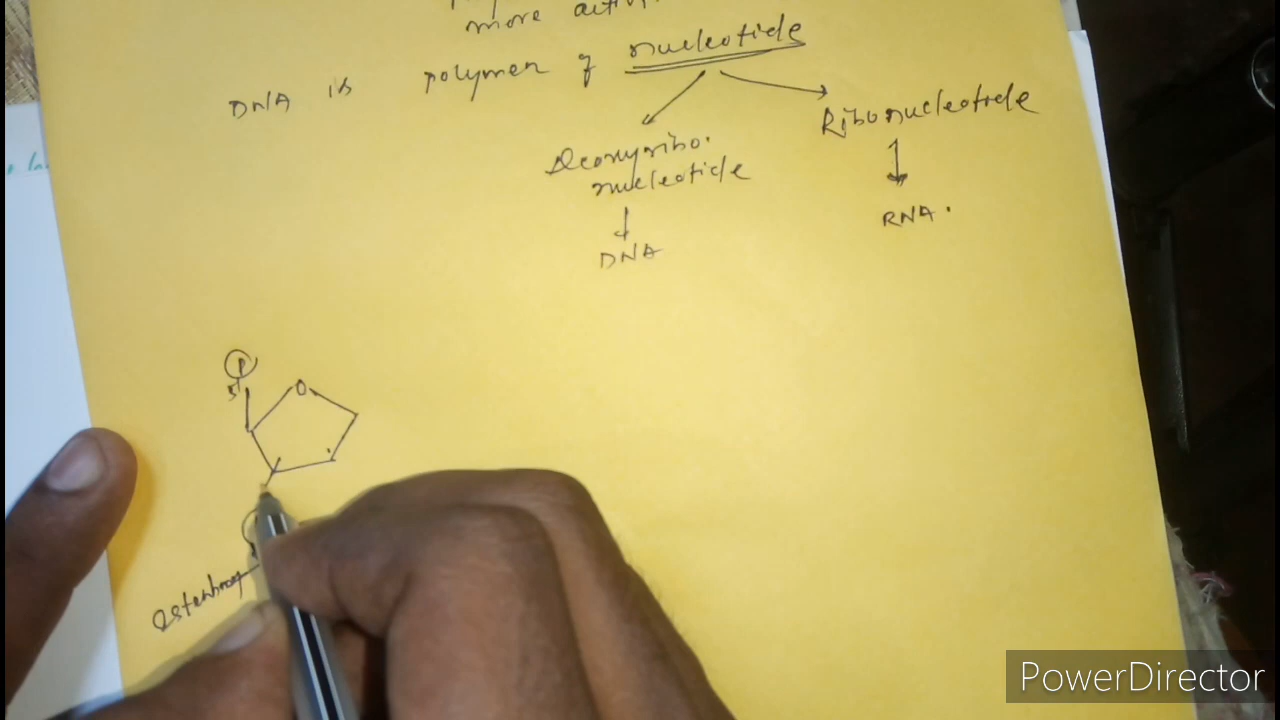 more
DNA is polymer of nucleotide
Deoxyribo.
nucleotide
DNA
Ribonucleotide
RNA.
P
5'
O
PowerDirector